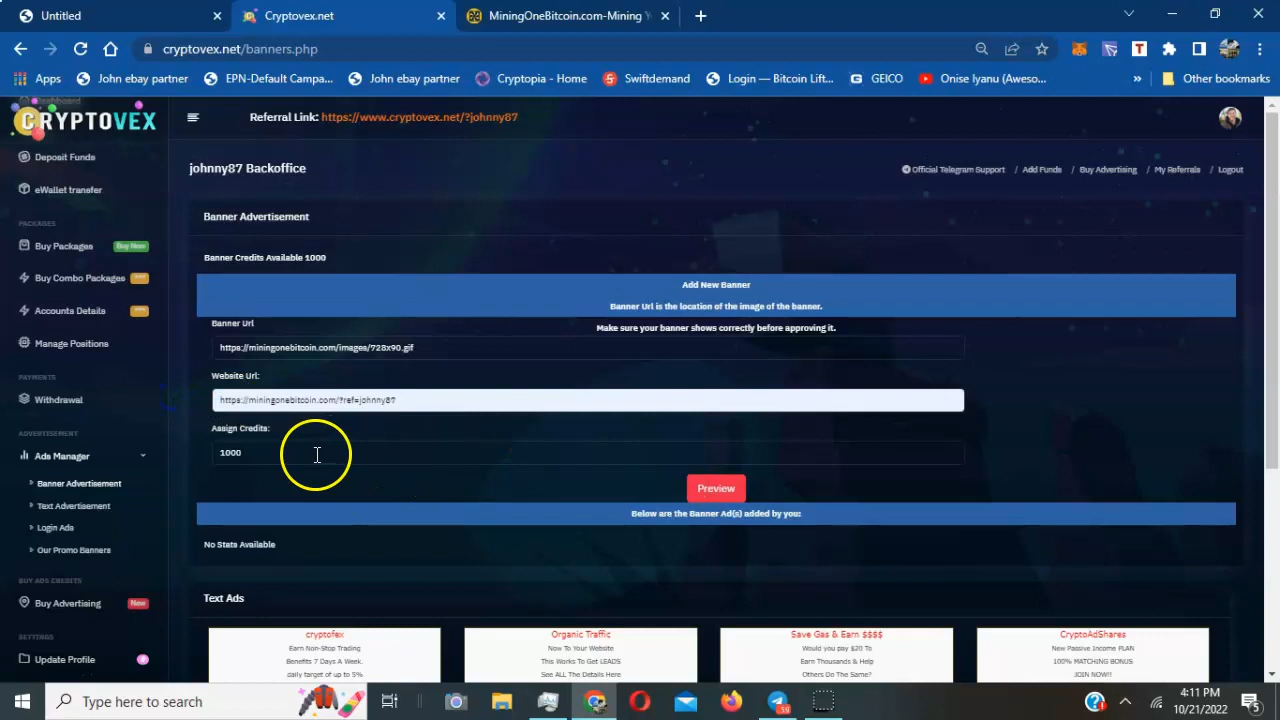 Untitled
Cryptovex.net
MiningOneBitcoin.com-Mining Y
cryptovex.net/banners.php
Apps
John ebay partner
EPN-Default Campa...
John ebay partner
Cryptopia - Home
Swiftdemand
Login — Bitcoin Lift...
GEICO
Onise Iyanu (Aweso...
»
Other bookmarks
Dashboard
CRYPTOVEX
Referral Link: https://www.cryptovex.net/?johnny87
Deposit Funds
eWallet transfer
PACKAGES
Buy Packages
Buy Now
Buy Combo Packages
Accounts Details
Manage Positions
PAYMENTS
Withdrawal
ADVERTISEMENT
Ads Manager
Banner Advertisement
Text Advertisement
Login Ads
Our Promo Banners
BUY ADS CREDITS
Buy Advertising
New
SETTINGS
Update Profile
johnny87 Backoffice
Official Telegram Support / Add Funds / Buy Advertising / My Referrals / Logout
Banner Advertisement
Banner Credits Available 1000
Add New Banner
Banner Url is the location of the image of the banner.
Banner Url
Make sure your banner shows correctly before approving it.
https://miningonebitcoin.com/images/728x90.gif
Website Url:
https://miningonebitcoin.com/?ref=johnny87
Assign Credits:
1000
Preview
Below are the Banner Ad(s) added by you:
No Stats Available
Text Ads
cryptofex
Earn Non-Stop Trading
Benefits 7 Days A Week.
daily target of up to 5%
Organic Traffic
Now To Your Website
This Works To Get LEADS
See ALL The Details Here
Save Gas & Earn $$$$
Would you pay $20 To
Earn Thousands & Help
Others Do The Same?
CryptoAdShares
New Passive Income PLAN
100% MATCHING BONUS
JOIN NOW!!
Type here to search
4:11 PM
10/21/2022